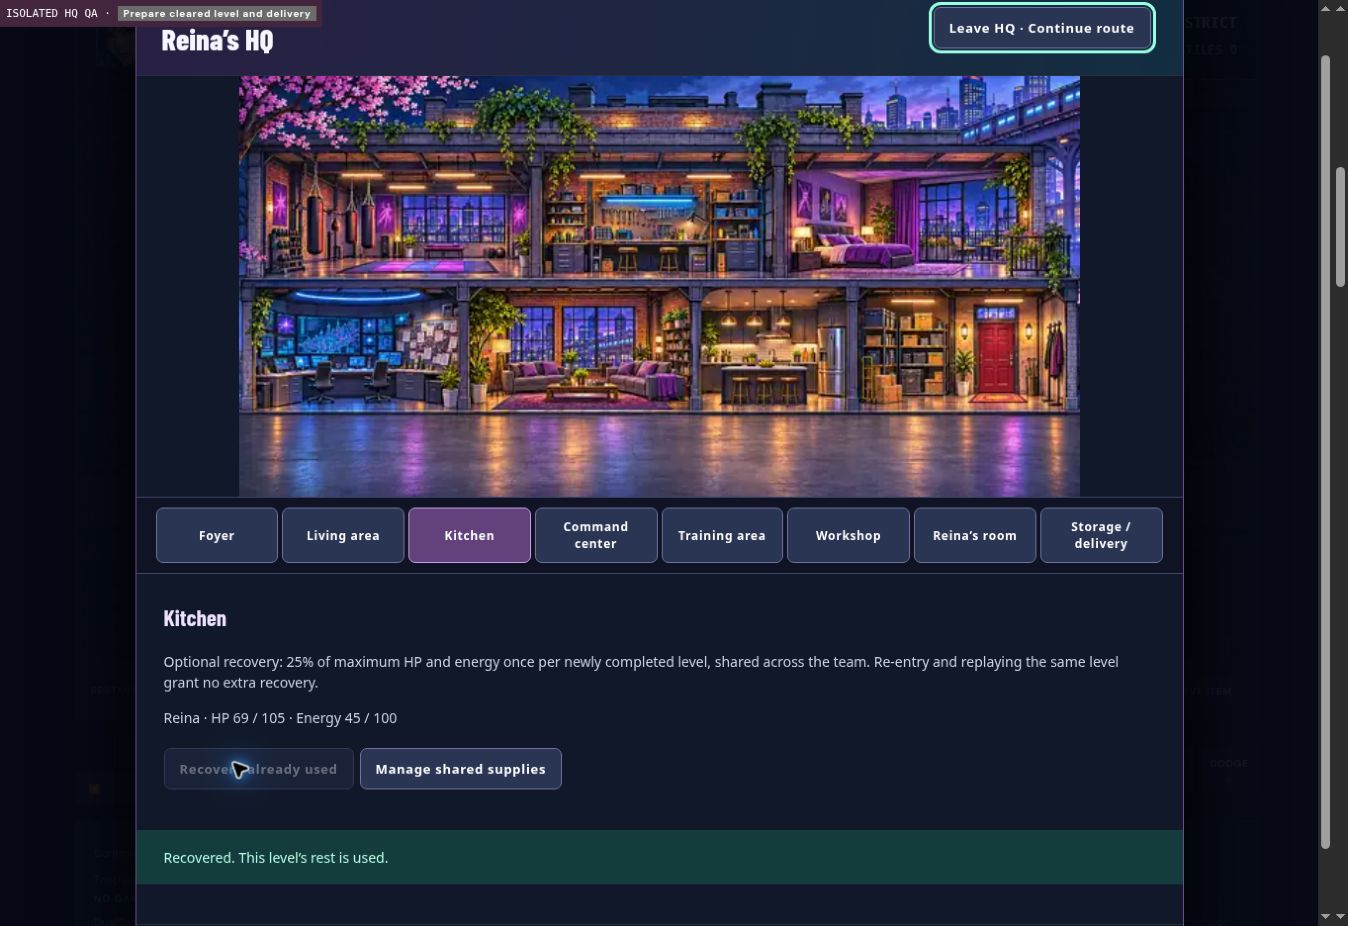 ISOLATED HQ QA · Prepare cleared level and delivery
Reina's HQ
Leave HQ · Continue route
Foyer
Living area
Kitchen
Command
center
Training area
Workshop
Reina's room
Storage /
delivery
Kitchen
Optional recovery: 25% of maximum HP and energy once per newly completed level, shared across the team. Re-entry and replaying the same level
grant no extra recovery.
Reina · HP 69 / 105 · Energy 45 / 100
already used
Manage shared supplies
DODGE
Recovered. This level's rest is used.